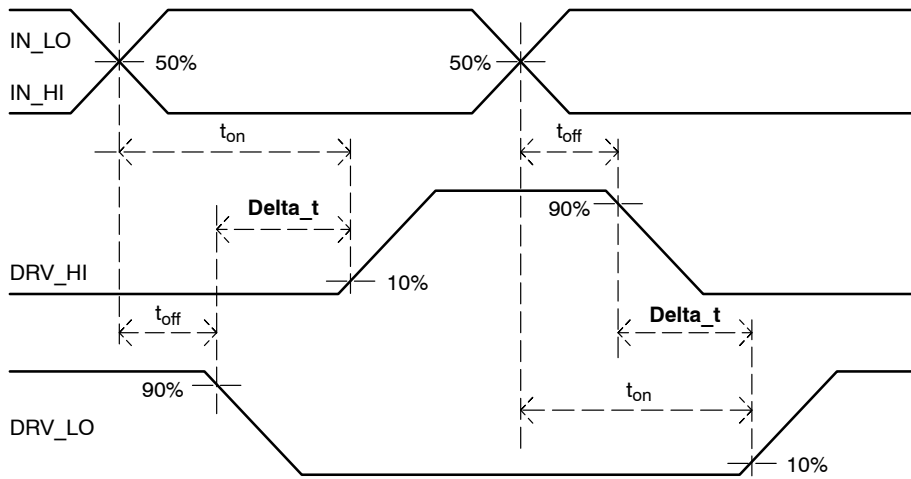 IN_LO
50%
50%
IN_HI
ton
toff
Delta_t
90%
DRV_HI
10%
toff
Delta_t
90%
ton
DRV_LO
10%